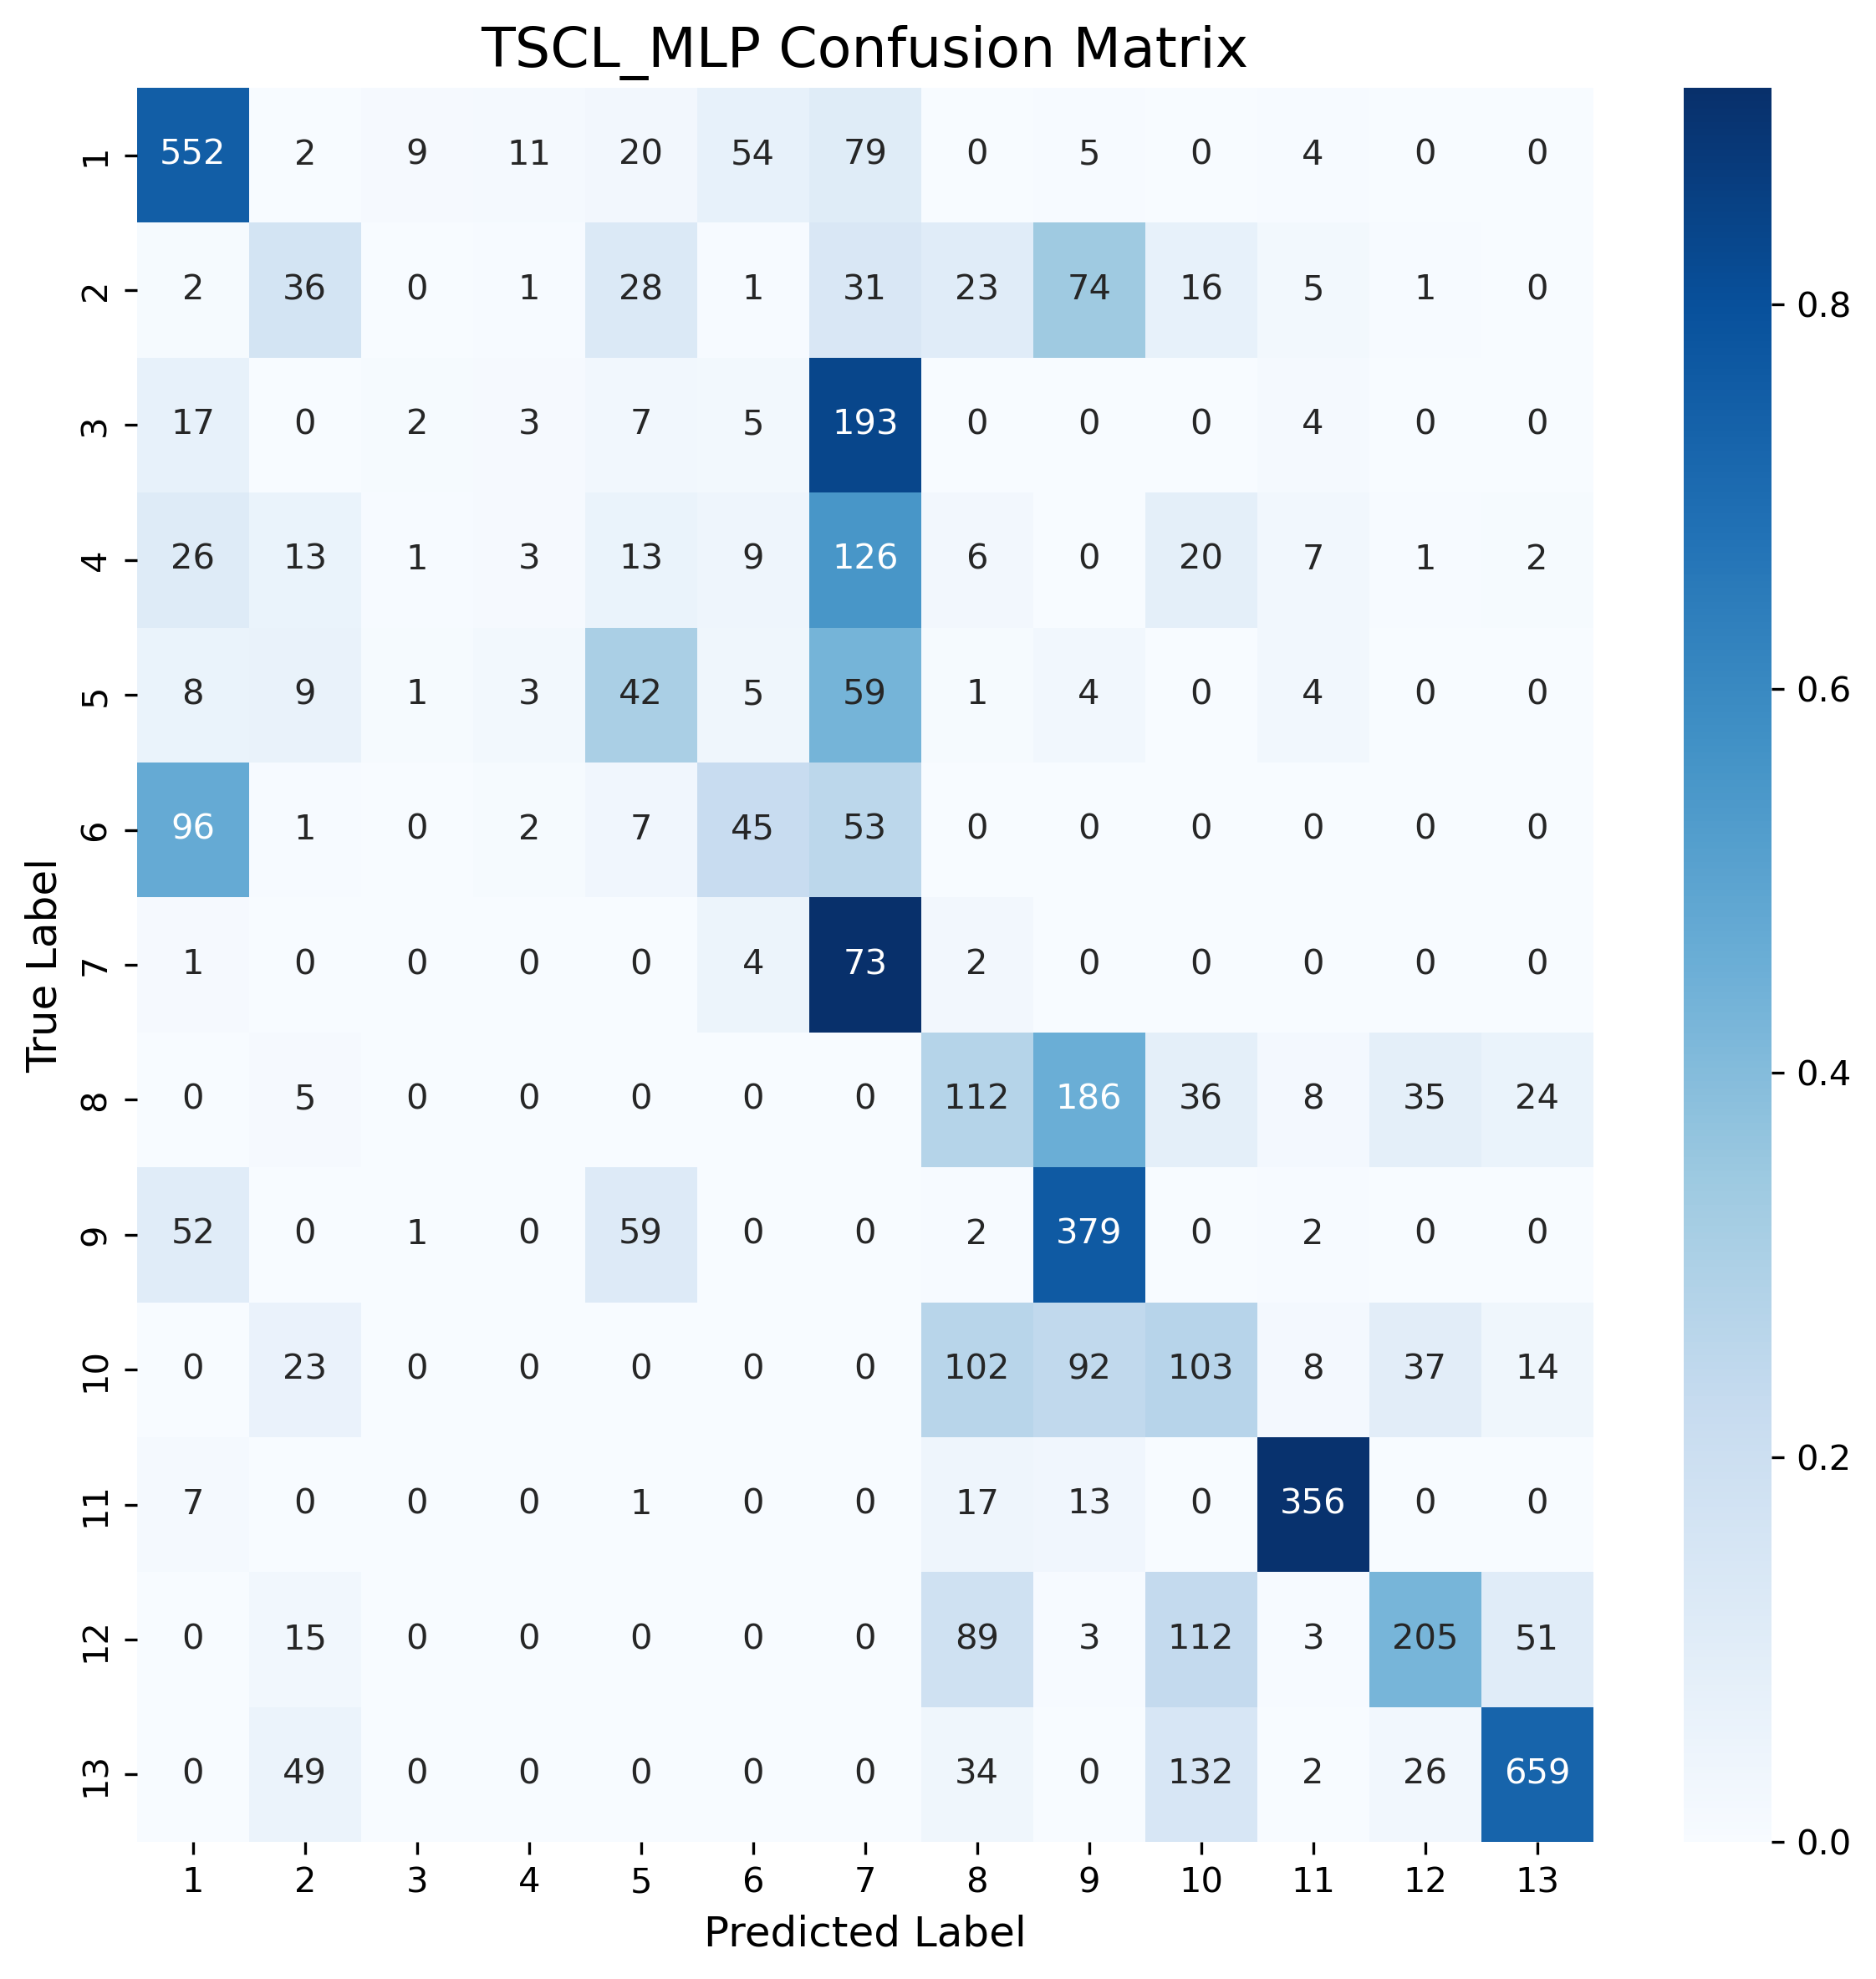 TSCL_MLP Confusion Matrix
1 552 2 9 11 20 54 79 0 5 0 4 0 0
2 2 36 0 1 28 1 31 23 74 16 5 1 0
3 17 0 2 3 7 5 193 0 0 0 4 0 0
4 26 13 1 3 13 9 126 6 0 20 7 1 2
5 8 9 1 3 42 5 59 1 4 0 4 0 0
6 96 1 0 2 7 45 53 0 0 0 0 0 0
7 1 0 0 0 0 4 73 2 0 0 0 0 0
8 0 5 0 0 0 0 0 112 186 36 8 35 24
9 52 0 1 0 59 0 0 2 379 0 2 0 0
10 0 23 0 0 0 0 0 102 92 103 8 37 14
11 7 0 0 0 1 0 0 17 13 0 356 0 0
12 0 15 0 0 0 0 0 89 3 112 3 205 51
13 0 49 0 0 0 0 0 34 0 132 2 26 659
1 2 3 4 5 6 7 8 9 10 11 12 13
Predicted Label
True Label
0.8
0.6
0.4
0.2
0.0